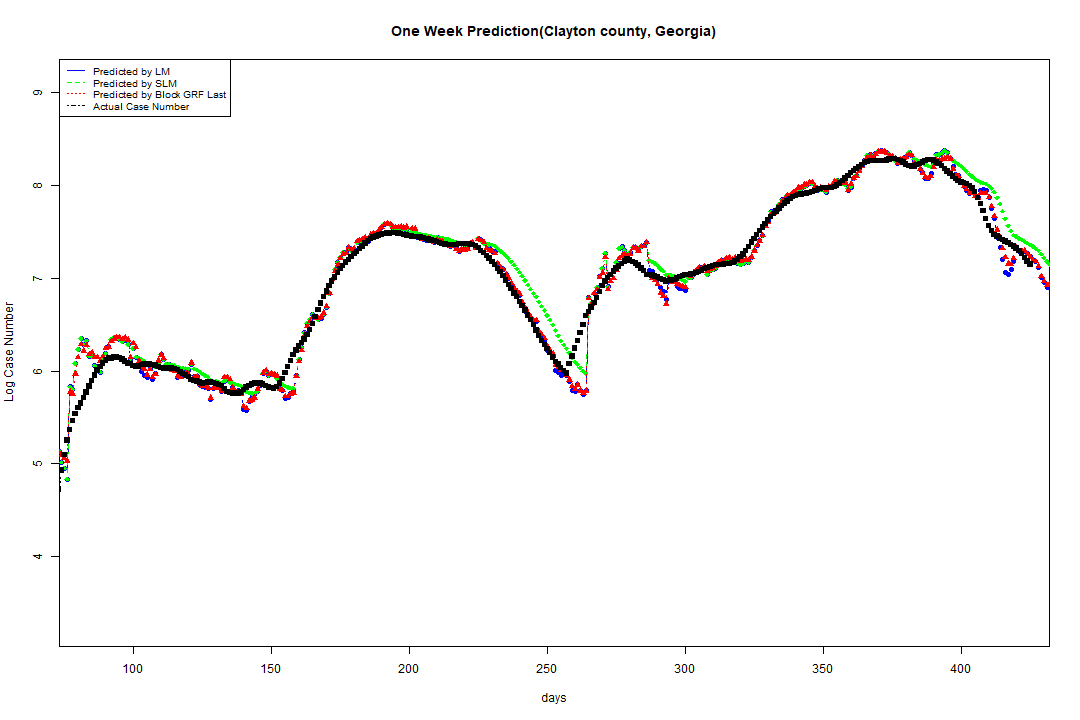 One Week Prediction(Clayton county, Georgia)
Predicted by LM
Predicted by SLM
Predicted by Block GRF Last
Actual Case Number
Log Case Number
9
8
7
6
5
4
100 150 200 250 300 350 400
days